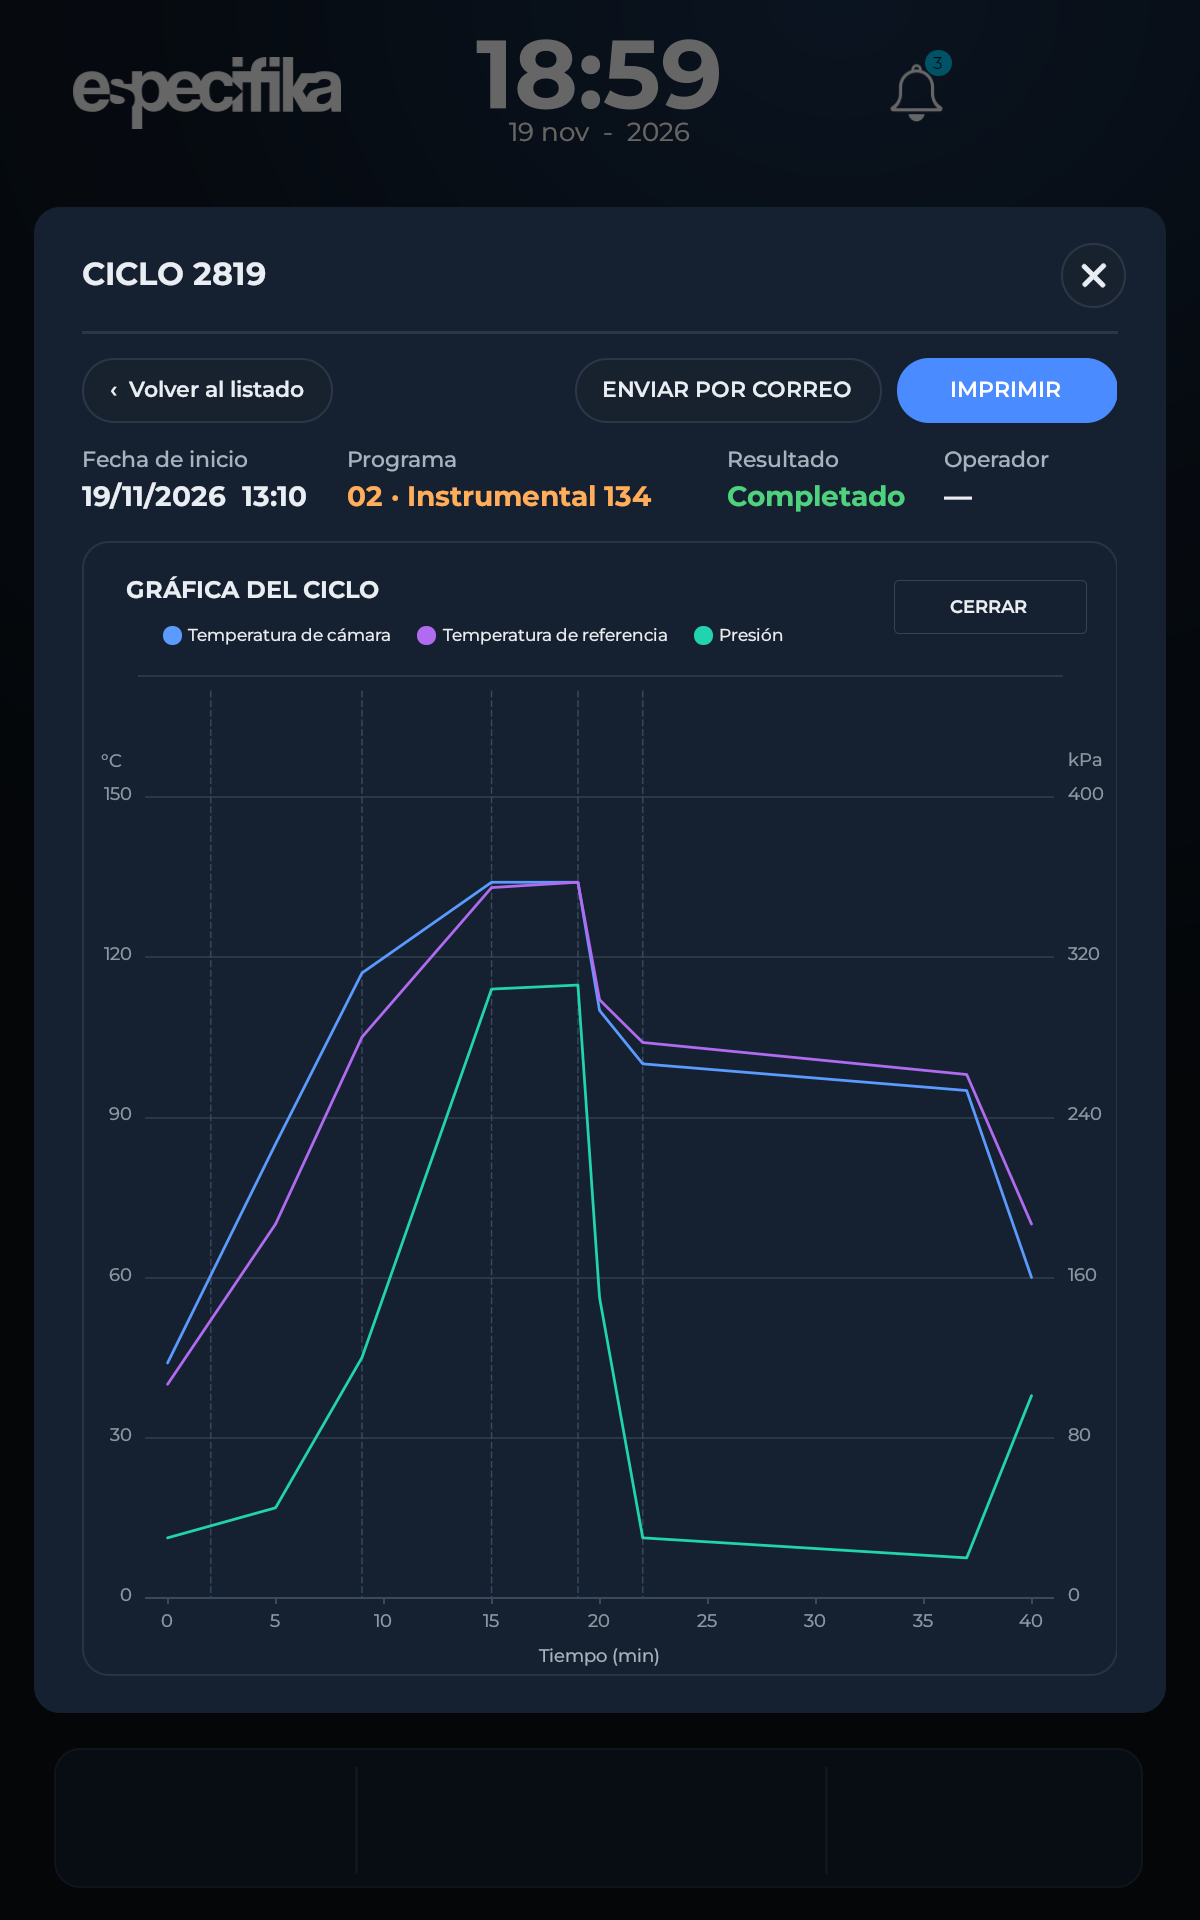 especifika
18:59
19 nov - 2026
3
CICLO 2819
‹ Volver al listado
ENVIAR POR CORREO
IMPRIMIR
Fecha de inicio
19/11/2026 13:10
Programa
02 · Instrumental 134
Resultado
Completado
Operador
—
GRÁFICA DEL CICLO
CERRAR
Temperatura de cámara
Temperatura de referencia
Presión
°C
kPa
150
400
120
320
90
240
60
160
30
80
0
0
0 5 10 15 20 25 30 35 40
Tiempo (min)